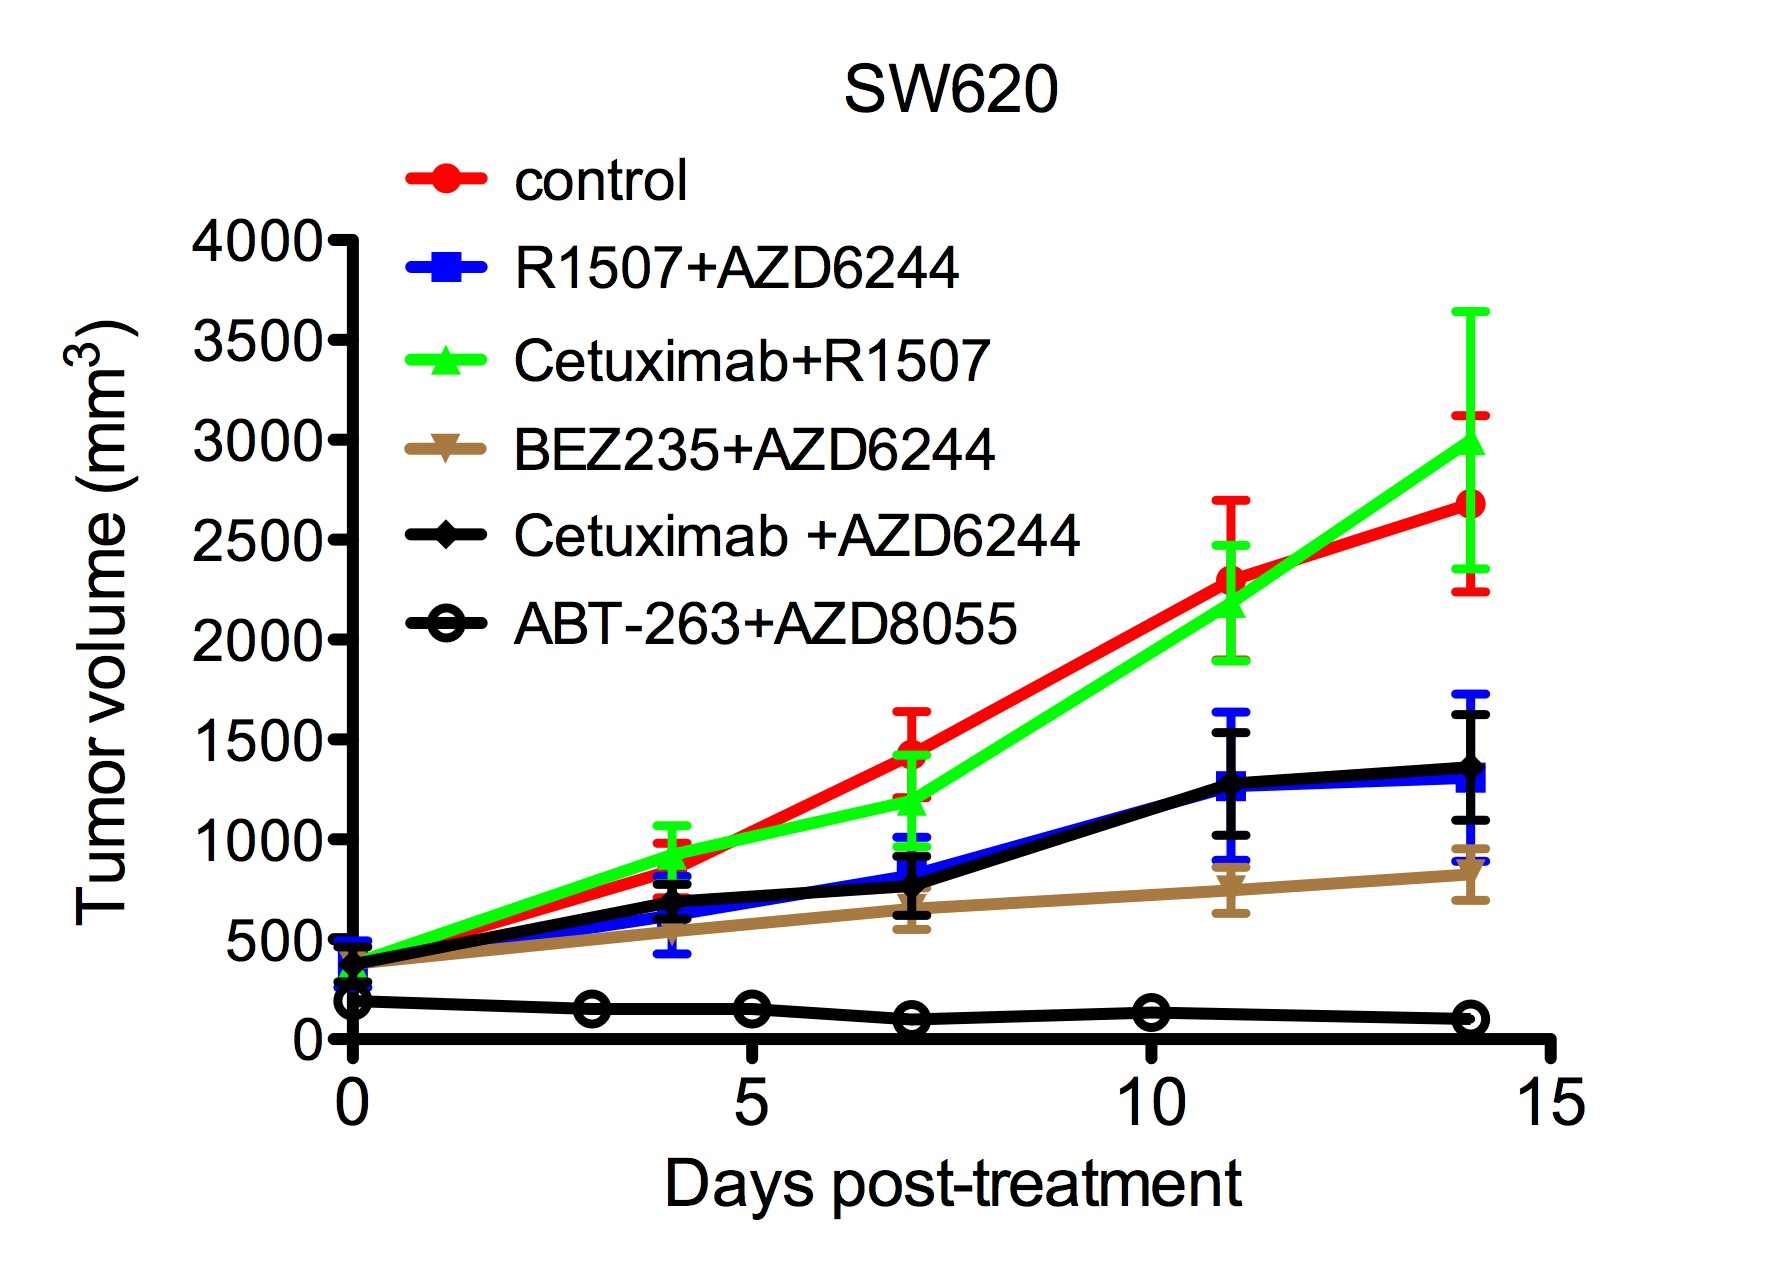 SW620
control
R1507+AZD6244
Cetuximab+R1507
BEZ235+AZD6244
Cetuximab +AZD6244
ABT-263+AZD8055
Tumor volume (mm³)
4000
3500
3000
2500
2000
1500
1000
500
0
0 5 10 15
Days post-treatment